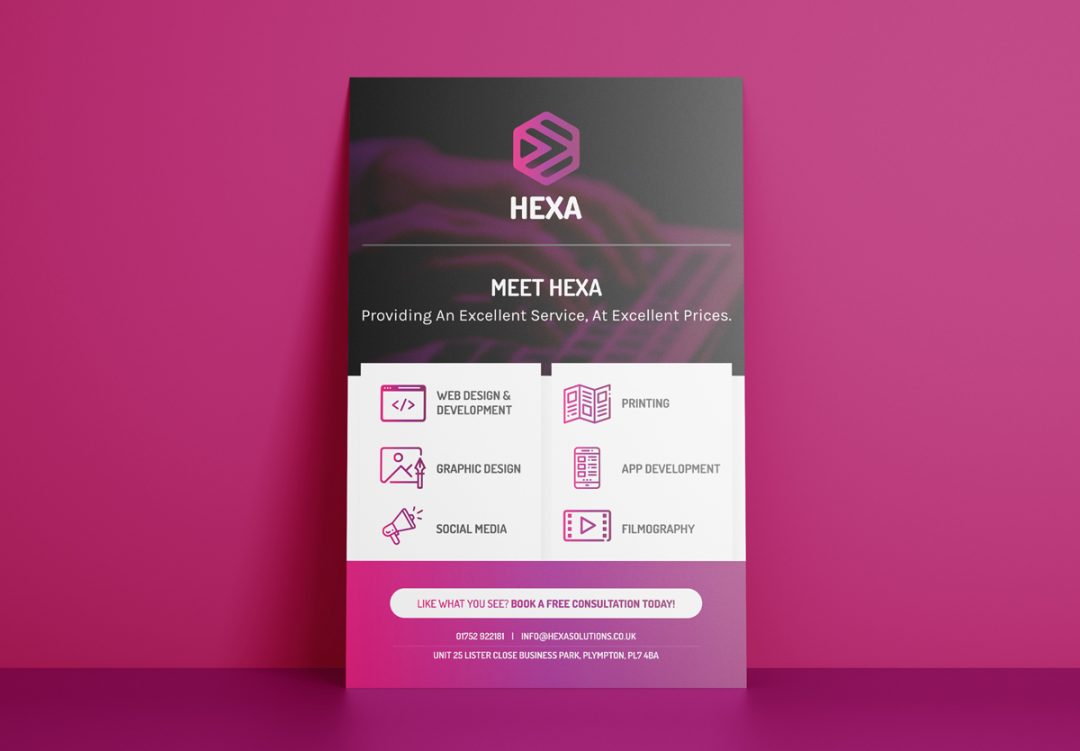 HEXA
MEET HEXA
Providing An Excellent Service, At Excellent Prices.
WEB DESIGN &
DEVELOPMENT
PRINTING
GRAPHIC DESIGN
APP DEVELOPMENT
SOCIAL MEDIA
FILMOGRAPHY
LIKE WHAT YOU SEE? BOOK A FREE CONSULTATION TODAY!
01752 922181 | INFO@HEXASOLUTIONS.CO.UK
UNIT 25 LISTER CLOSE BUSINESS PARK, PLYMPTON, PL7 4BA